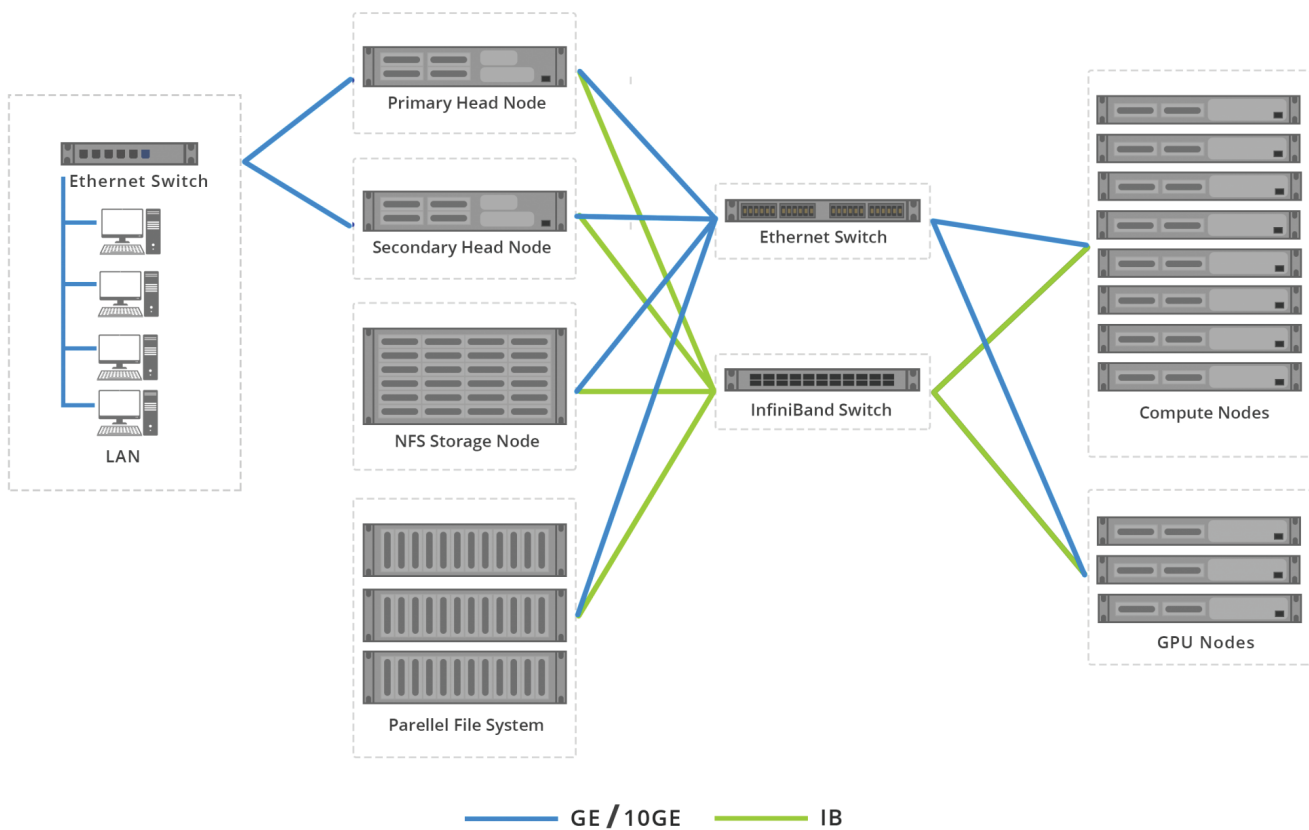 Primary Head Node
Ethernet Switch
Secondary Head Node
Ethernet Switch
InfiniBand Switch
Compute Nodes
NFS Storage Node
LAN
GPU Nodes
Parellel File System
GE / 10GE
IB